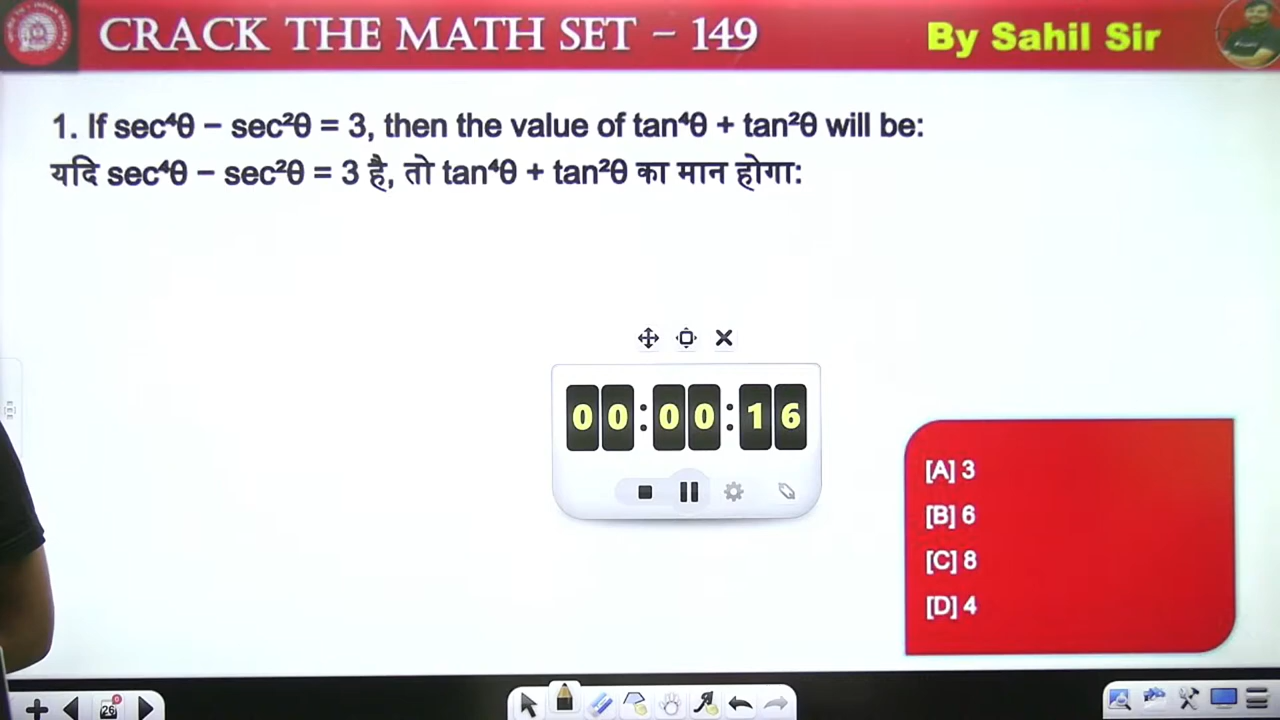 CRACK THE MATH SET – 149
By Sahil Sir
1. If sec⁴θ − sec²θ = 3, then the value of tan⁴θ + tan²θ will be:
यदि sec⁴θ − sec²θ = 3 है, तो tan⁴θ + tan²θ का मान होगा:
00:00:16
[A] 3
[B] 6
[C] 8
[D] 4
26